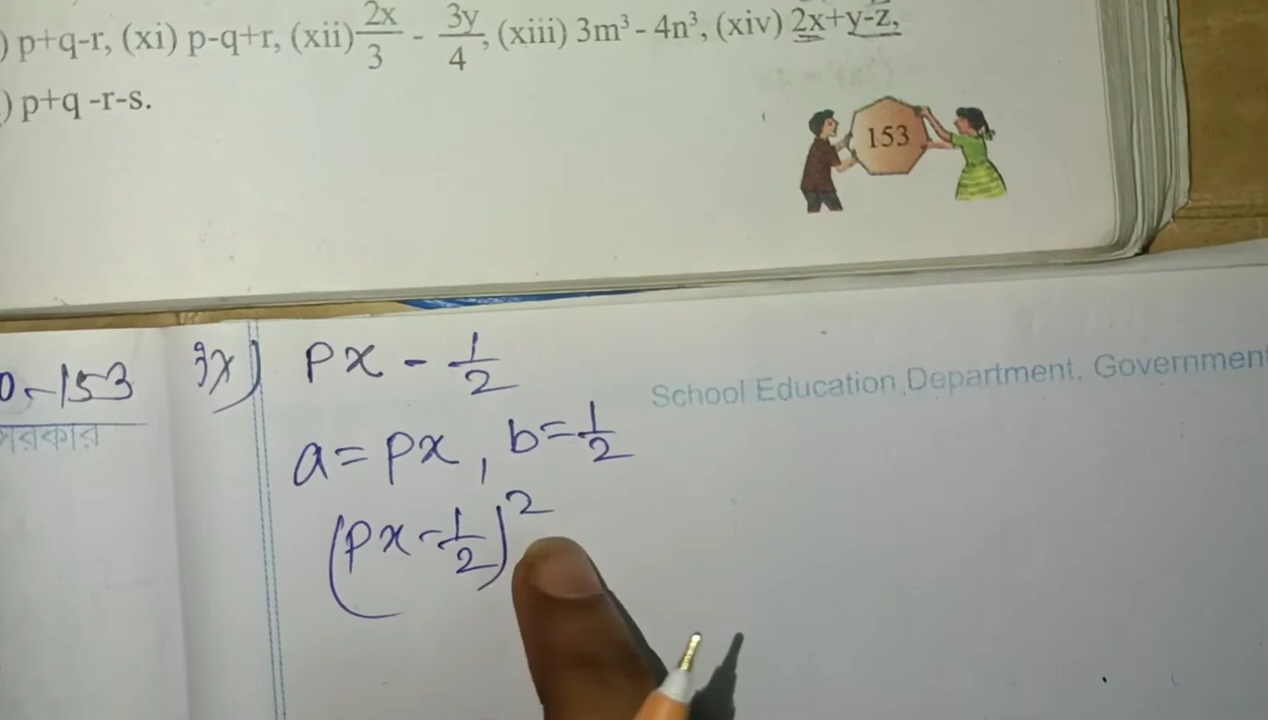 ) p+q-r, (xi) p-q+r, (xii) 2x/3 - 3y/4, (xiii) 3m³ - 4n³, (xiv) 2x+y-z,
) p+q -r-s.
153
-153
ix) px - 1/2
School Education Department, Governmen
সরকার
a = px, b = 1/2
(px - 1/2)²